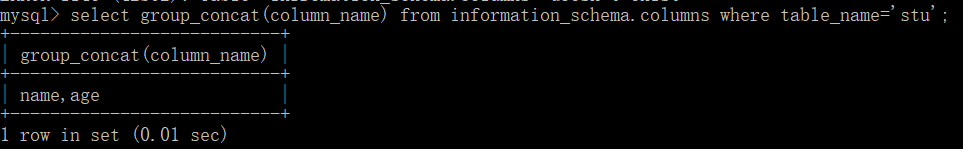 mysql> select group_concat(column_name) from information_schema.columns where table_name='stu';
+---------------------------+
| group_concat(column_name) |
+---------------------------+
| name,age                  |
+---------------------------+
1 row in set (0.01 sec)